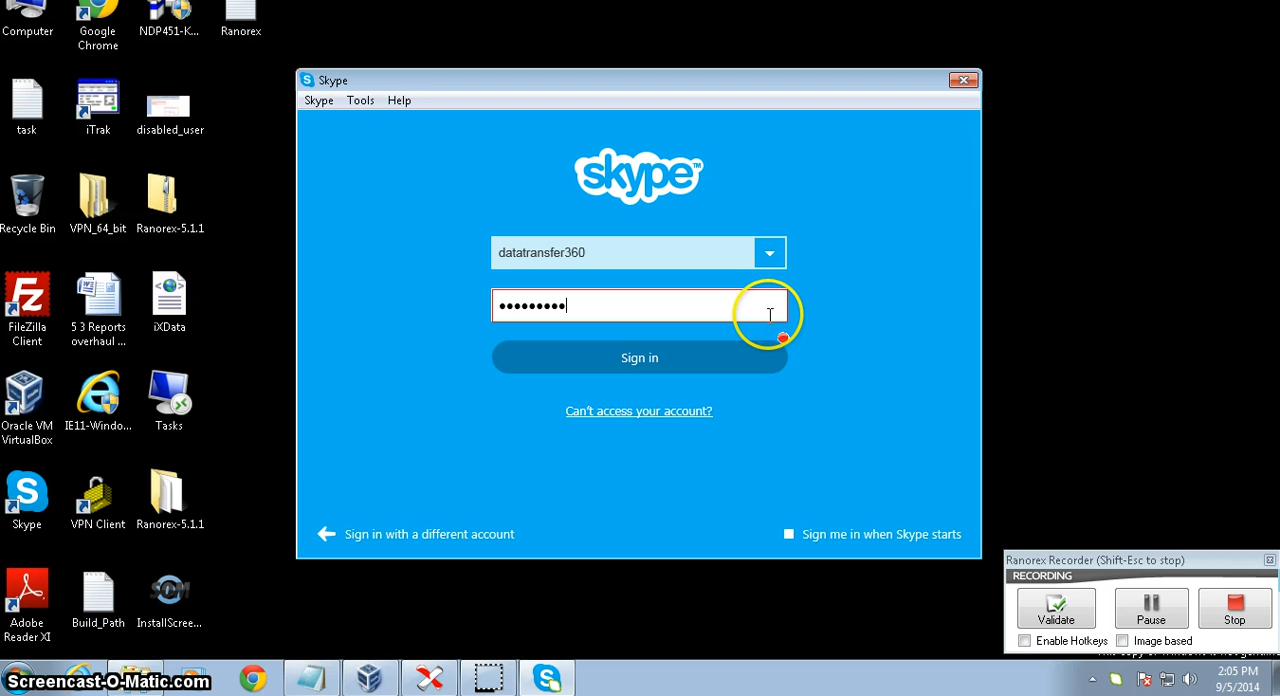 Computer
Google
Chrome
NDP451-K...
Ranorex
task
iTrak
disabled_user
Recycle Bin
VPN_64_bit
Ranorex-5.1.1
FileZilla
Client
5 3 Reports
overhaul ...
iXData
Oracle VM
VirtualBox
IE11-Windo...
Tasks
Skype
VPN Client
Ranorex-5.1.1
Adobe
Reader XI
Build_Path
InstallScree...
Skype
Skype Tools Help
skype™
datatransfer360
•••••••••
Sign in
Can't access your account?
Sign in with a different account
Sign me in when Skype starts
Ranorex Recorder (Shift-Esc to stop)
RECORDING
Validate
Pause
Stop
Enable Hotkeys
Image based
Screencast-O-Matic.com
2:05 PM
9/5/2014